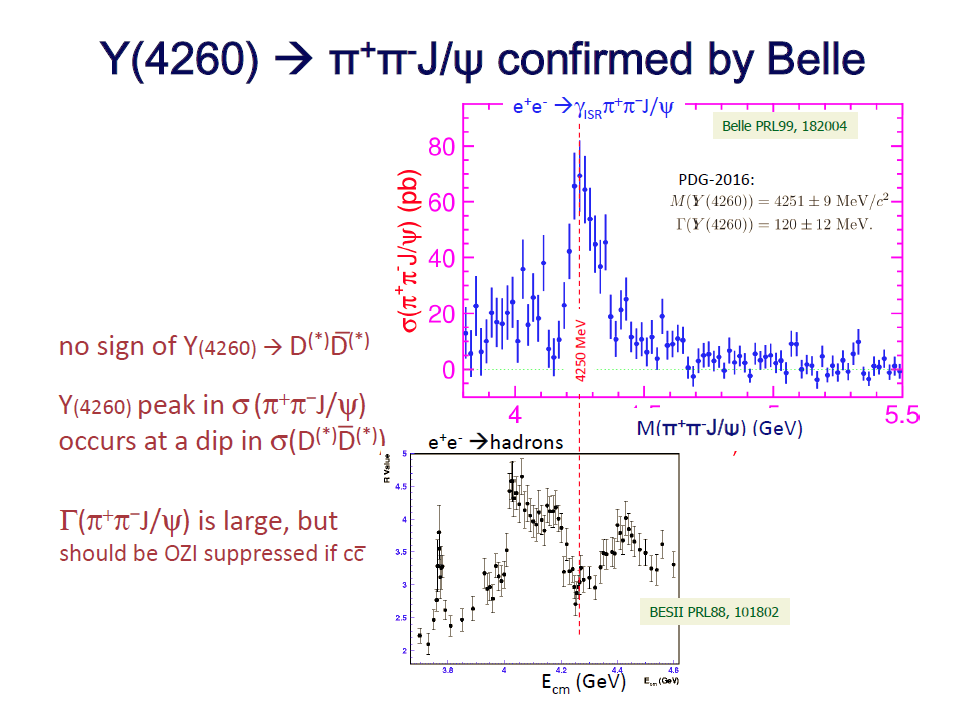 Y(4260) → π⁺π⁻J/ψ confirmed by Belle
e⁺e⁻ →γISRπ⁺π⁻J/ψ
Belle PRL99, 182004
80
60
40
20
0
σ(π⁺π⁻J/ψ) (pb)
PDG-2016:
M(Y(4260)) = 4251 ± 9 MeV/c²
Γ(Y(4260)) = 120 ± 12 MeV.
4250 MeV
4
5.5
M(π⁺π⁻J/ψ) (GeV)
no sign of Y(4260) → D⁽*⁾D̅⁽*⁾
Y(4260) peak in σ (π⁺π⁻J/ψ)
occurs at a dip in σ(D⁽*⁾D̅⁽*⁾)
Γ(π⁺π⁻J/ψ) is large, but
should be OZI suppressed if cc̅
e⁺e⁻ →hadrons
R Value
5
4.5
4
3.5
3
2.5
2
BESII PRL88, 101802
3.8 4 4.2 4.4 4.6
Ecm (GeV)
Ecm (GeV)